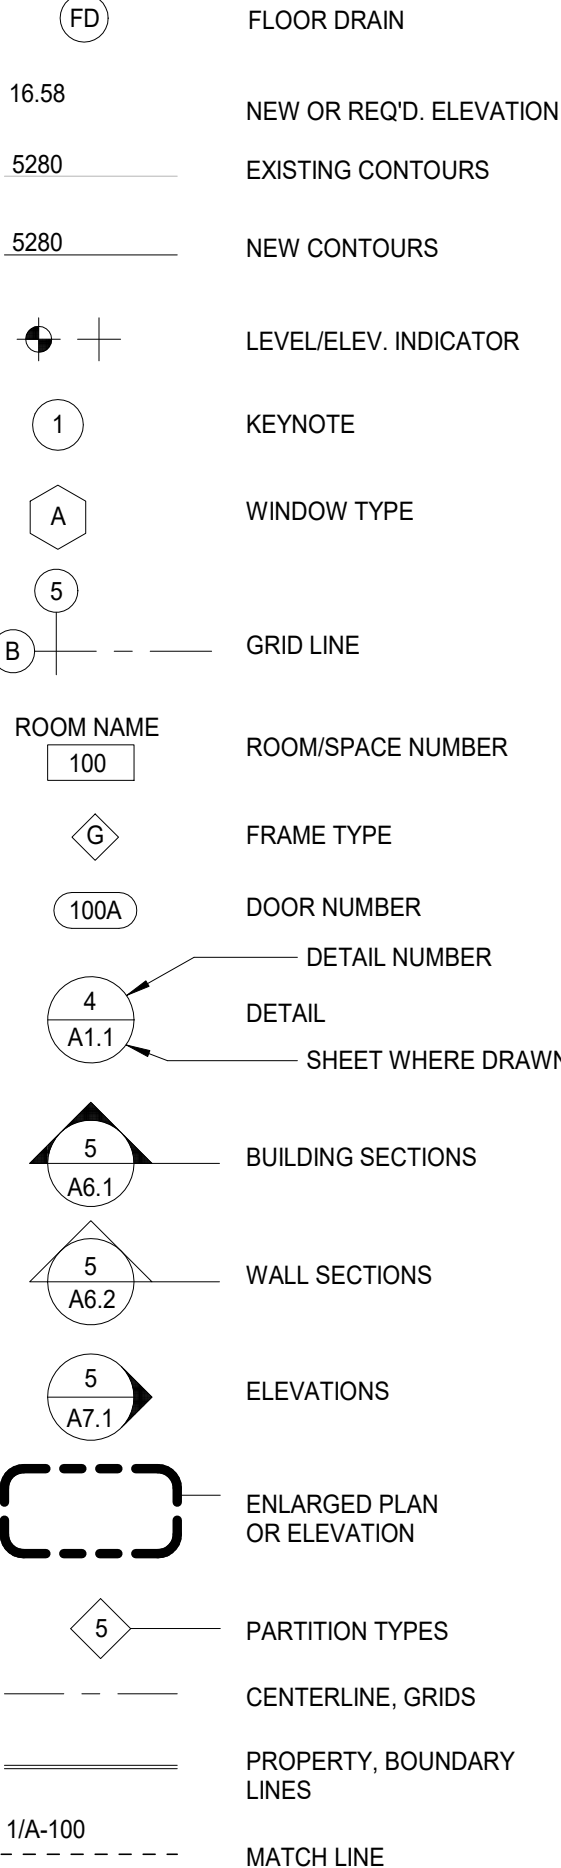 FD FLOOR DRAIN
16.58
NEW OR REQ'D. ELEVATION
5280 EXISTING CONTOURS
5280 NEW CONTOURS
LEVEL/ELEV. INDICATOR
1 KEYNOTE
A WINDOW TYPE
5
B GRID LINE
ROOM NAME
100 ROOM/SPACE NUMBER
G FRAME TYPE
100A DOOR NUMBER
DETAIL NUMBER
4
DETAIL
A1.1
SHEET WHERE DRAWN
5
BUILDING SECTIONS
A6.1
5
WALL SECTIONS
A6.2
5
ELEVATIONS
A7.1
ENLARGED PLAN
OR ELEVATION
5 PARTITION TYPES
CENTERLINE, GRIDS
PROPERTY, BOUNDARY
LINES
1/A-100
MATCH LINE